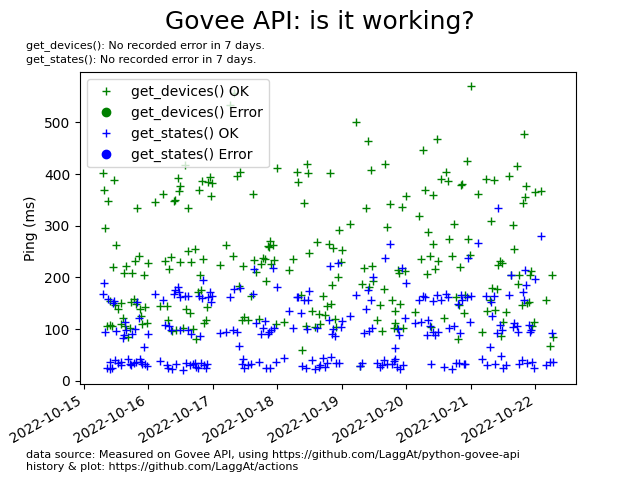 Govee API: is it working?
get_devices(): No recorded error in 7 days.
get_states(): No recorded error in 7 days.
get_devices() OK
get_devices() Error
get_states() OK
get_states() Error
Ping (ms)
500
400
300
200
100
0
2022-10-15
2022-10-16
2022-10-17
2022-10-18
2022-10-19
2022-10-20
2022-10-21
2022-10-22
data source: Measured on Govee API, using https://github.com/LaggAt/python-govee-api
history & plot: https://github.com/LaggAt/actions